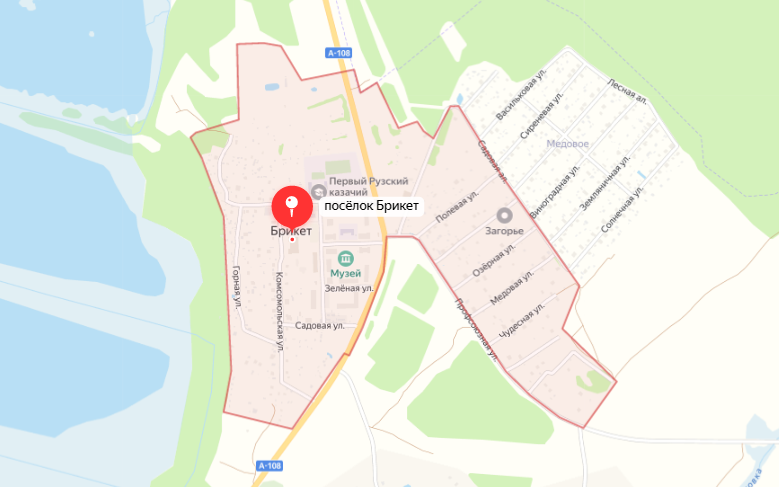 А-108
Лесная ал.
Васильковая ул.
Сиреневая ул.
Медовое
Садовая ал.
Первый Рузский
казачий
Земляничная ул.
Виноградная ул.
посёлок Брикет
Полевая ул.
Солнечная ул.
Загорье
Брикет
Музей
Озёрная ул.
Горная ул.
Комсомольская ул.
Зелёная ул.
Медовая ул.
Садовая ул.
Чудесная ул.
Профсоюзная ул.
А-108